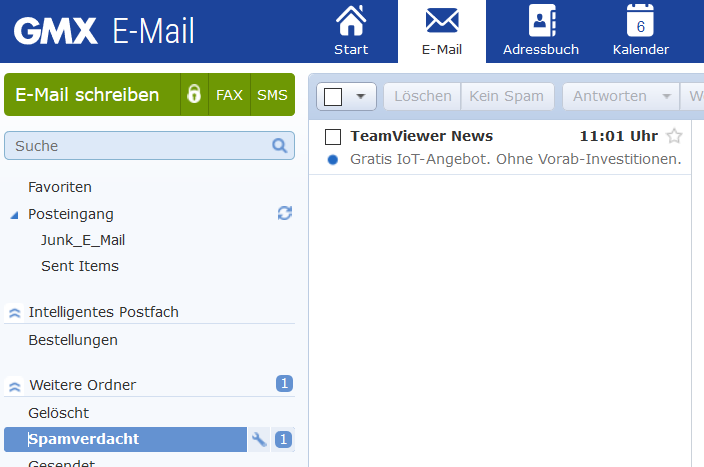 GMX E-Mail
Start
E-Mail
Adressbuch
6
Kalender
E-Mail schreiben
FAX
SMS
Löschen
Kein Spam
Antworten
Suche
TeamViewer News
11:01 Uhr
Gratis IoT-Angebot. Ohne Vorab-Investitionen.
Favoriten
Posteingang
Junk_E_Mail
Sent Items
Intelligentes Postfach
Bestellungen
Weitere Ordner
1
Gelöscht
Spamverdacht
1
Gesendet